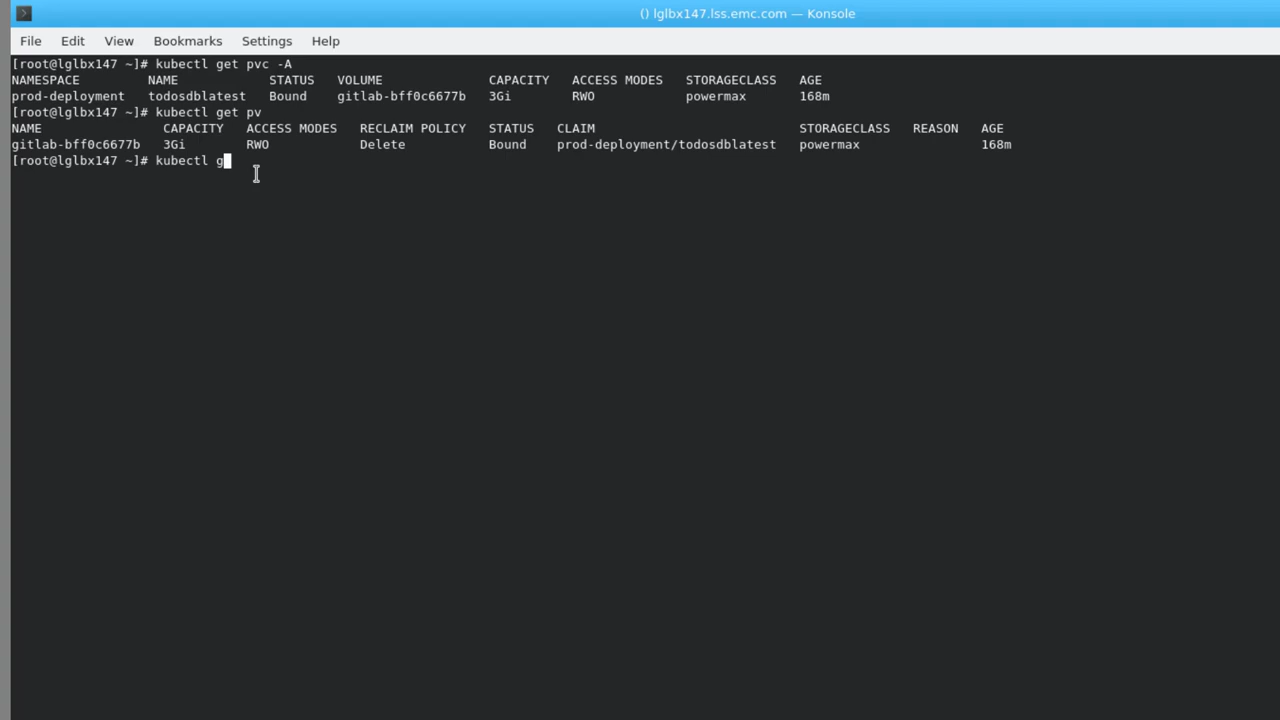 () lglbx147.lss.emc.com — Konsole
File Edit View Bookmarks Settings Help
[root@lglbx147 ~]# kubectl get pvc -A
NAMESPACE NAME STATUS VOLUME CAPACITY ACCESS MODES STORAGECLASS AGE
prod-deployment todosdblatest Bound gitlab-bff0c6677b 3Gi RWO powermax 168m
[root@lglbx147 ~]# kubectl get pv
NAME CAPACITY ACCESS MODES RECLAIM POLICY STATUS CLAIM STORAGECLASS REASON AGE
gitlab-bff0c6677b 3Gi RWO Delete Bound prod-deployment/todosdblatest powermax 168m
[root@lglbx147 ~]# kubectl g